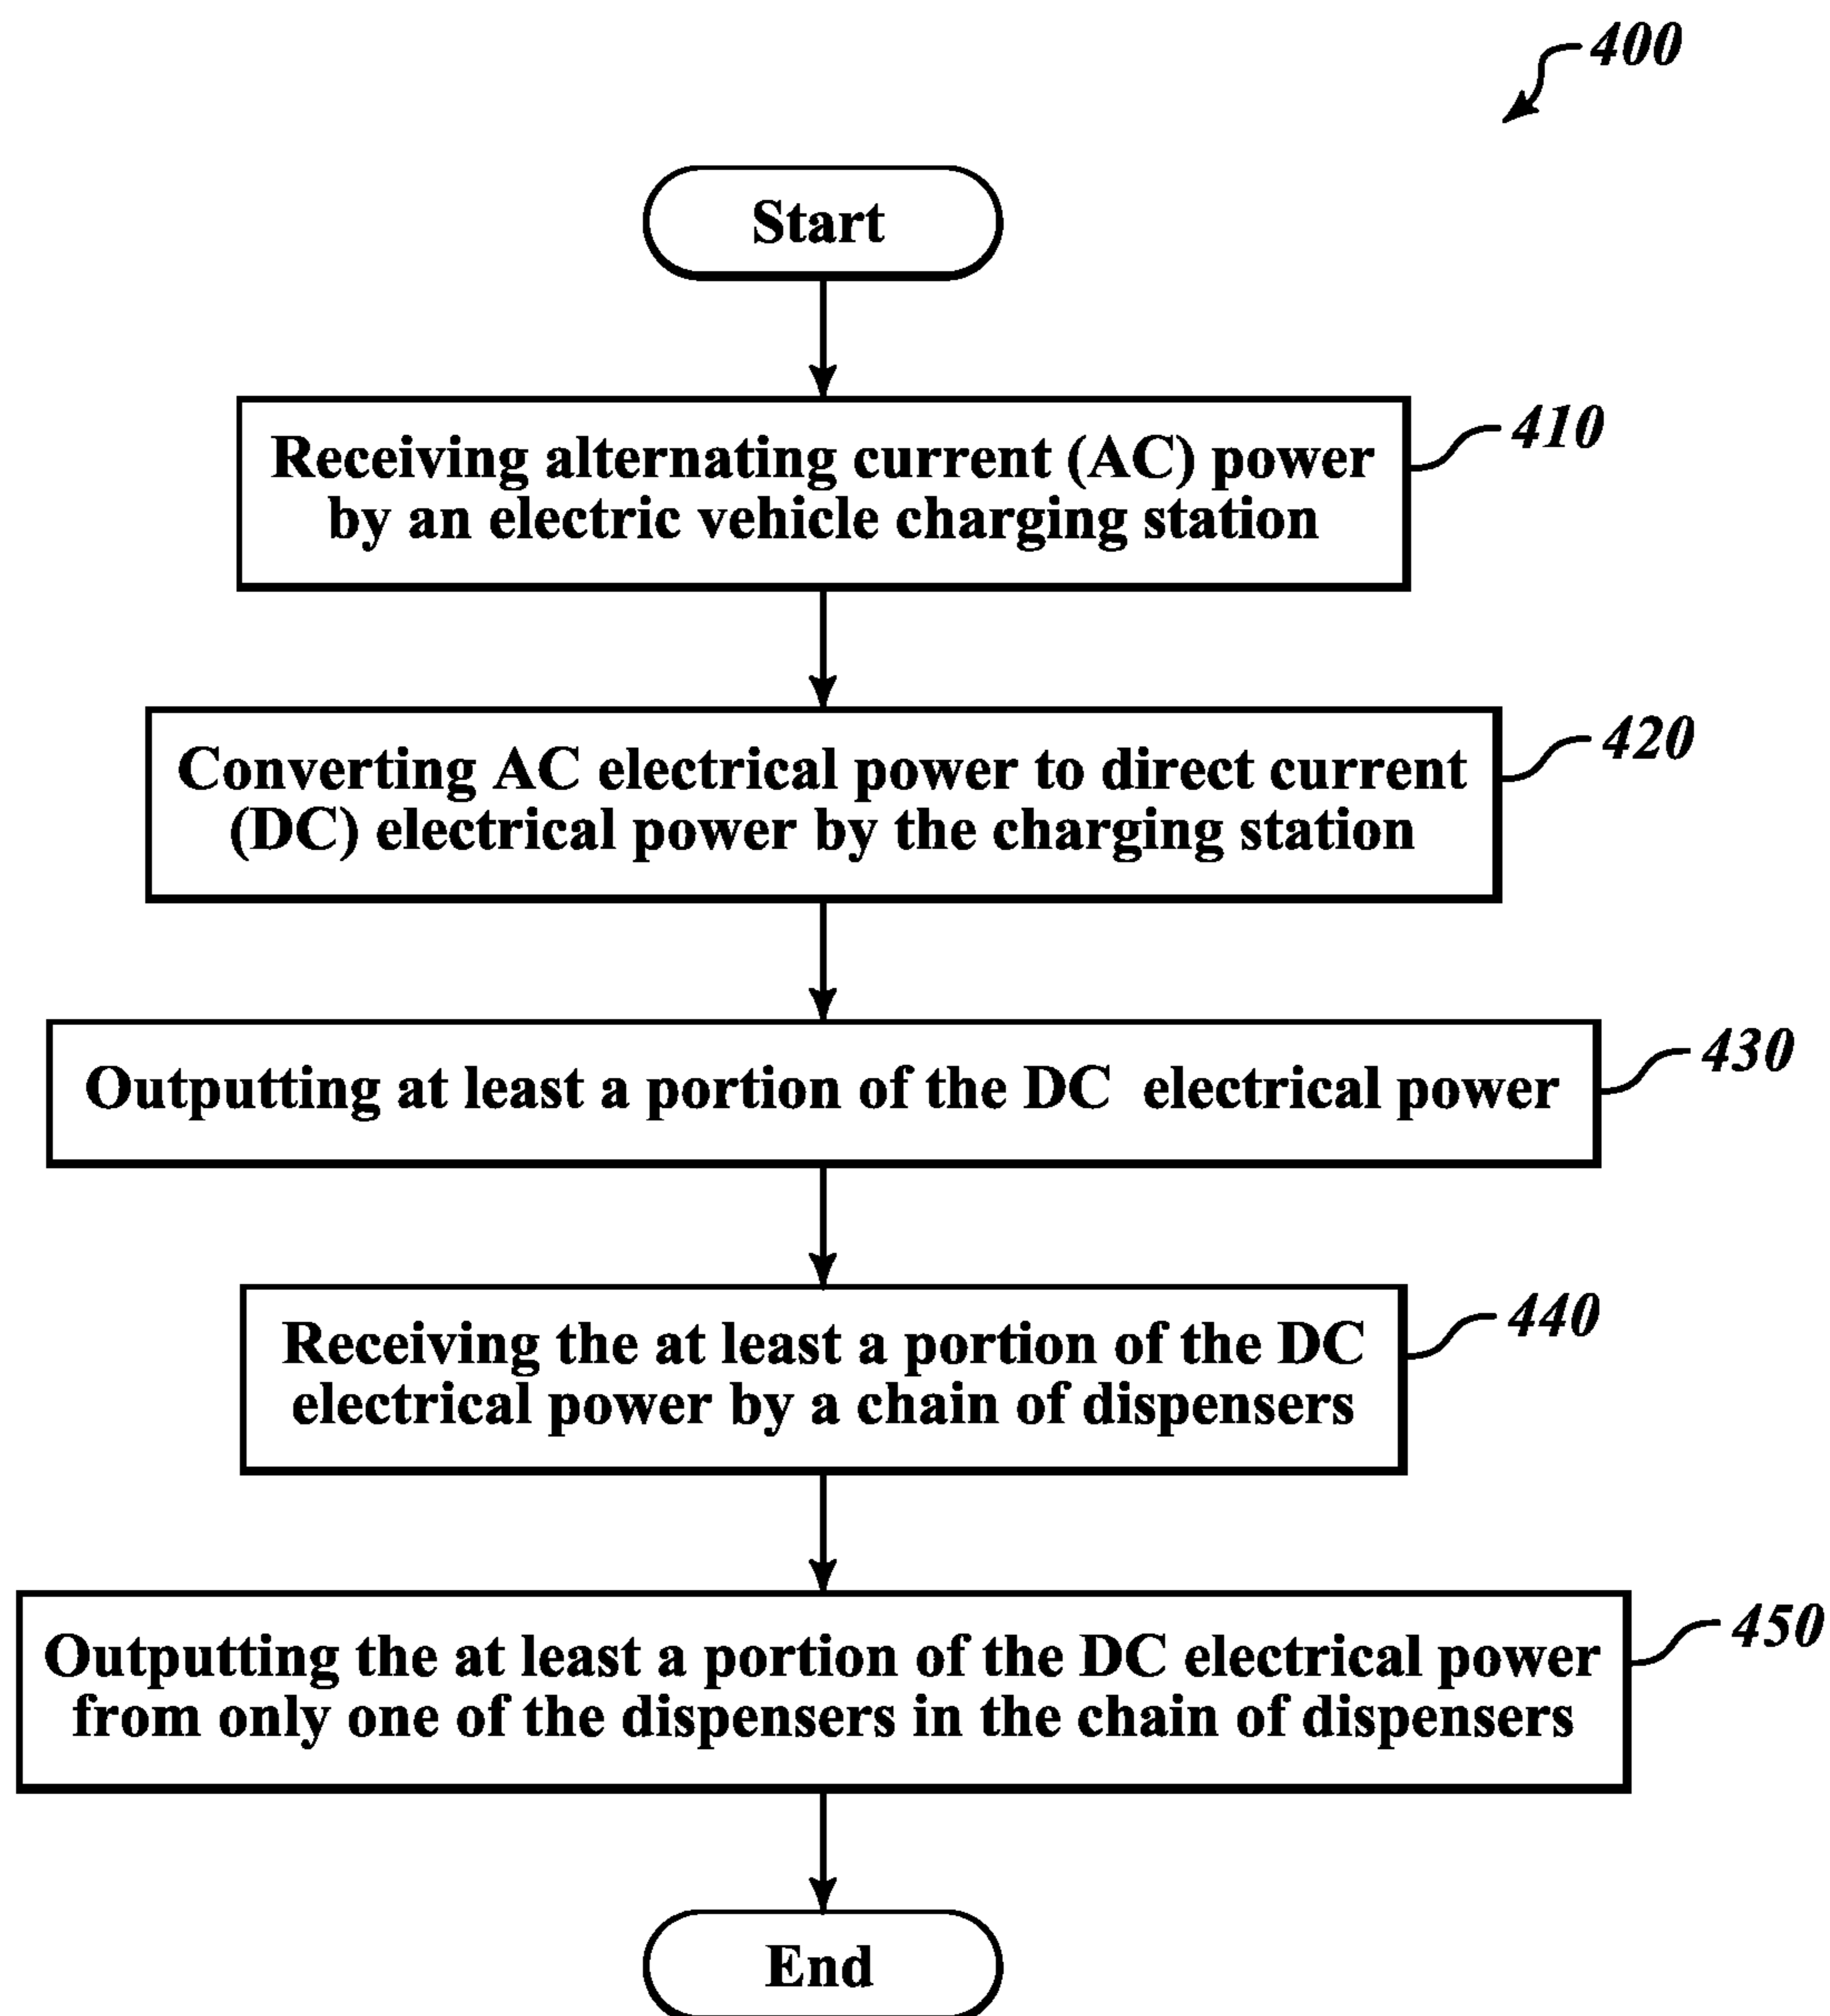 400
Start
Receiving alternating current (AC) power
by an electric vehicle charging station
410
Converting AC electrical power to direct current
(DC) electrical power by the charging station
420
Outputting at least a portion of the DC electrical power
430
Receiving the at least a portion of the DC
electrical power by a chain of dispensers
440
Outputting the at least a portion of the DC electrical power
from only one of the dispensers in the chain of dispensers
450
End